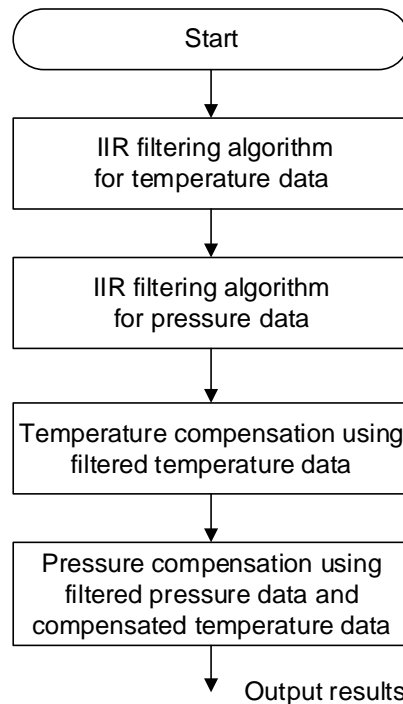 Start
IIR filtering algorithm
for temperature data
IIR filtering algorithm
for pressure data
Temperature compensation using
filtered temperature data
Pressure compensation using
filtered pressure data and
compensated temperature data
Output results